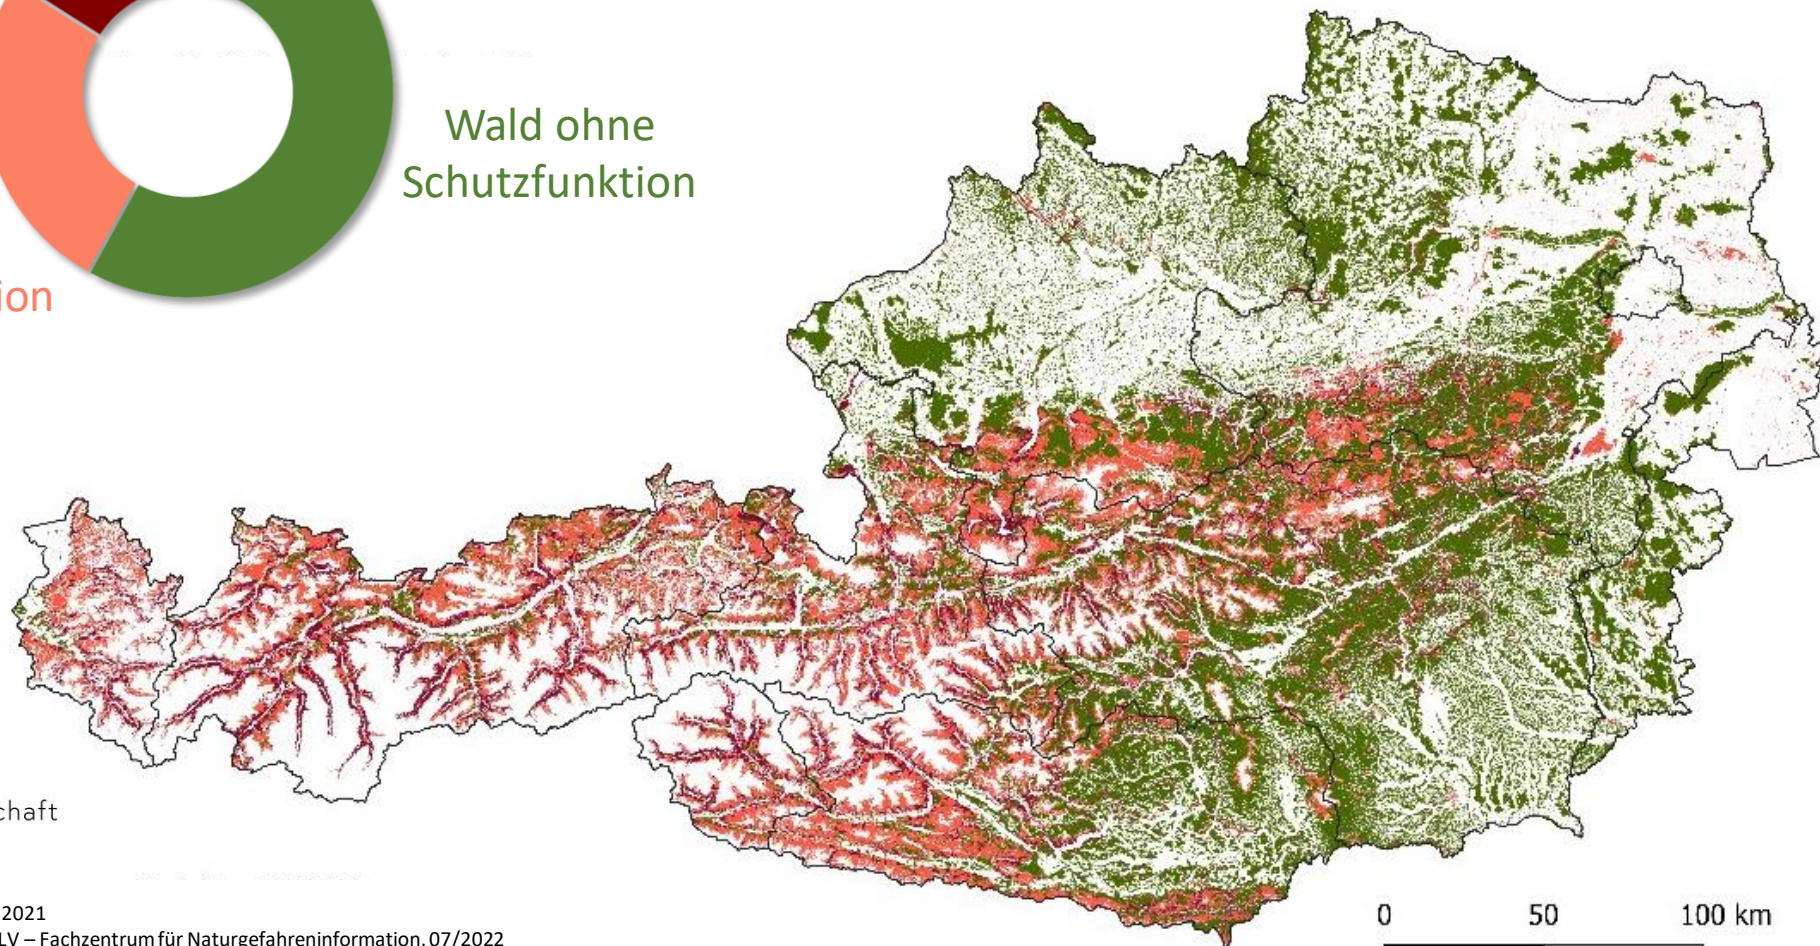 Wald ohne
Schutzfunktion
ion
chaft
2021
LV – Fachzentrum für Naturgefahreninformation, 07/2022
0 50 100 km